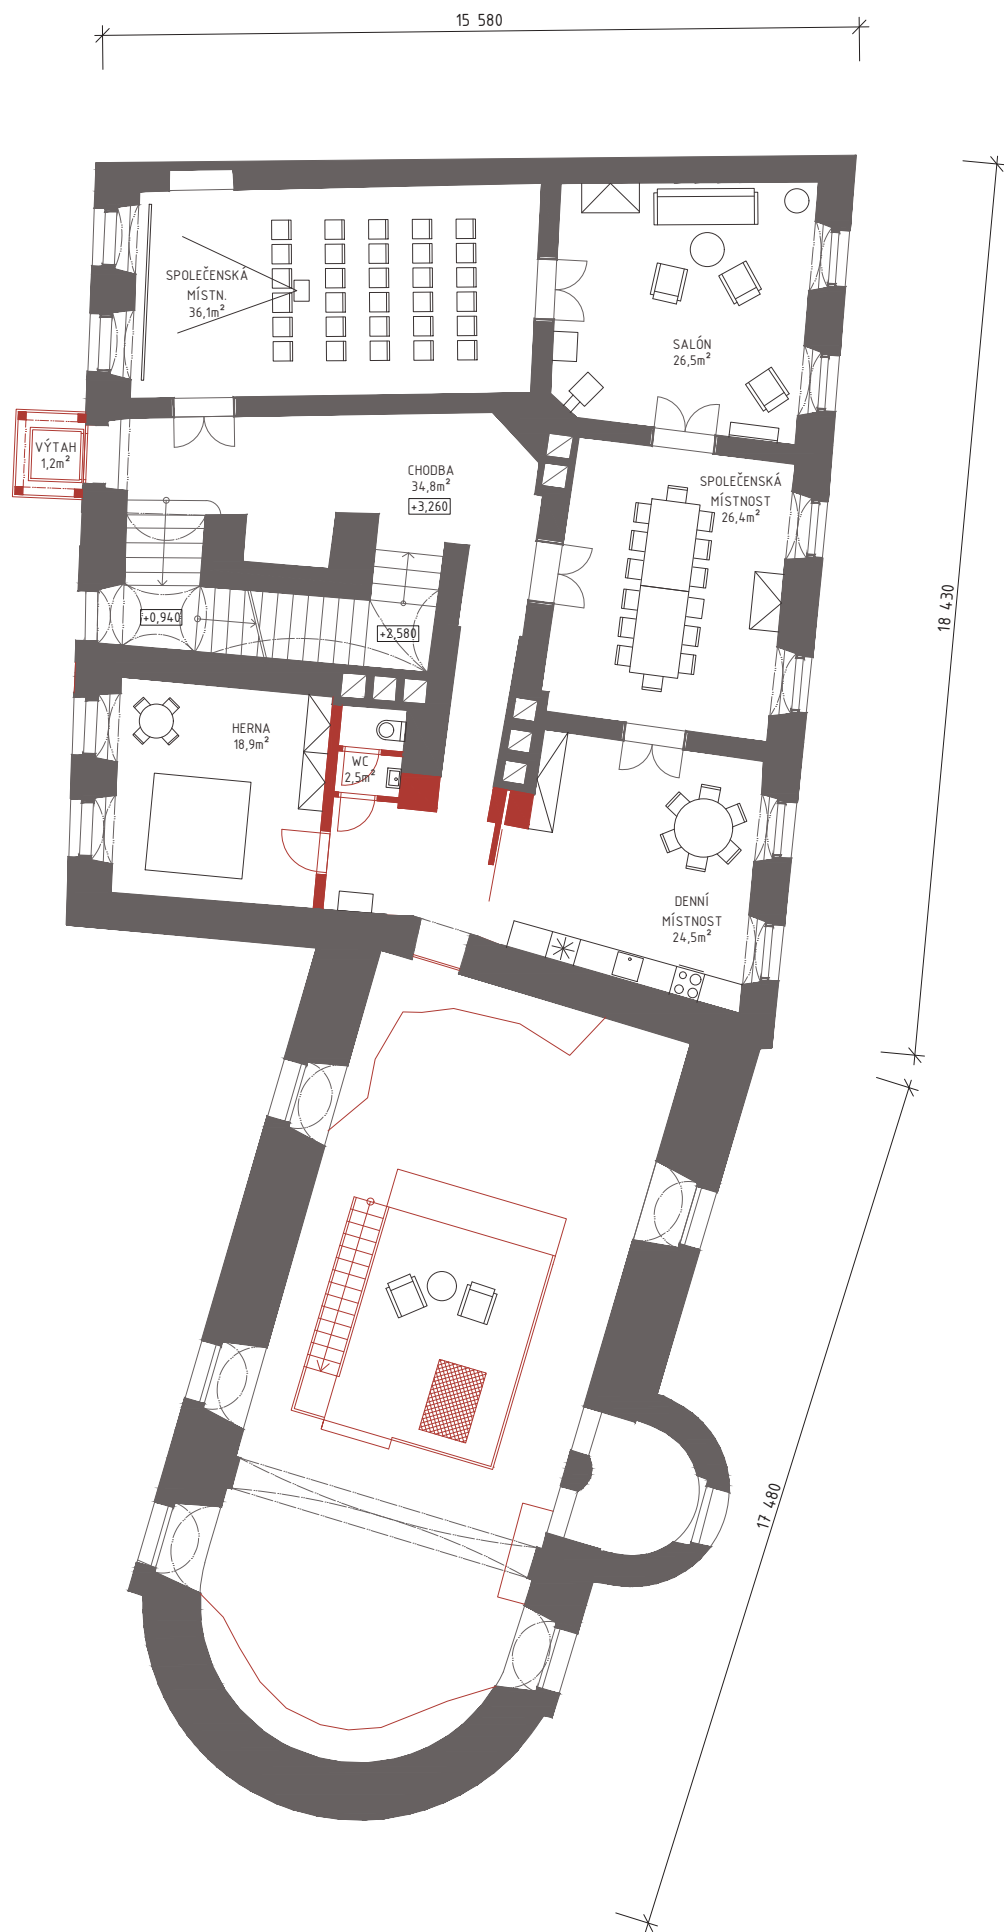 15 580
SPOLEČENSKÁ
MÍSTN.
36,1m²
SALÓN
26,5m²
VÝTAH
1,2m²
CHODBA
34,8m²
+3,260
SPOLEČENSKÁ
MÍSTNOST
26,4m²
18 430
+0,940
+2,580
HERNA
18,9m²
WC
2,5m²
DENNÍ
MÍSTNOST
24,5m²
17 480